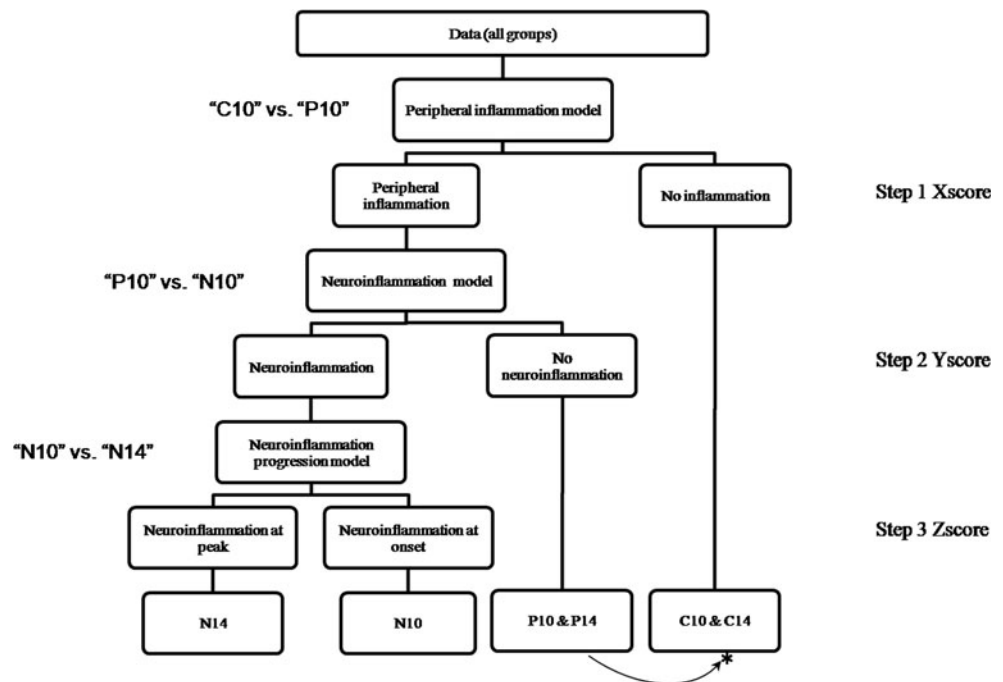 Data (all groups)
“C10” vs. “P10”
Peripheral inflammation model
Peripheral
inflammation
No inflammation
Step 1 Xscore
“P10” vs. “N10”
Neuroinflammation model
Neuroinflammation
No
neuroinflammation
Step 2 Yscore
“N10” vs. “N14”
Neuroinflammation
progression model
Neuroinflammation at
peak
Neuroinflammation at
onset
Step 3 Zscore
N14
N10
P10 & P14
C10 & C14
*